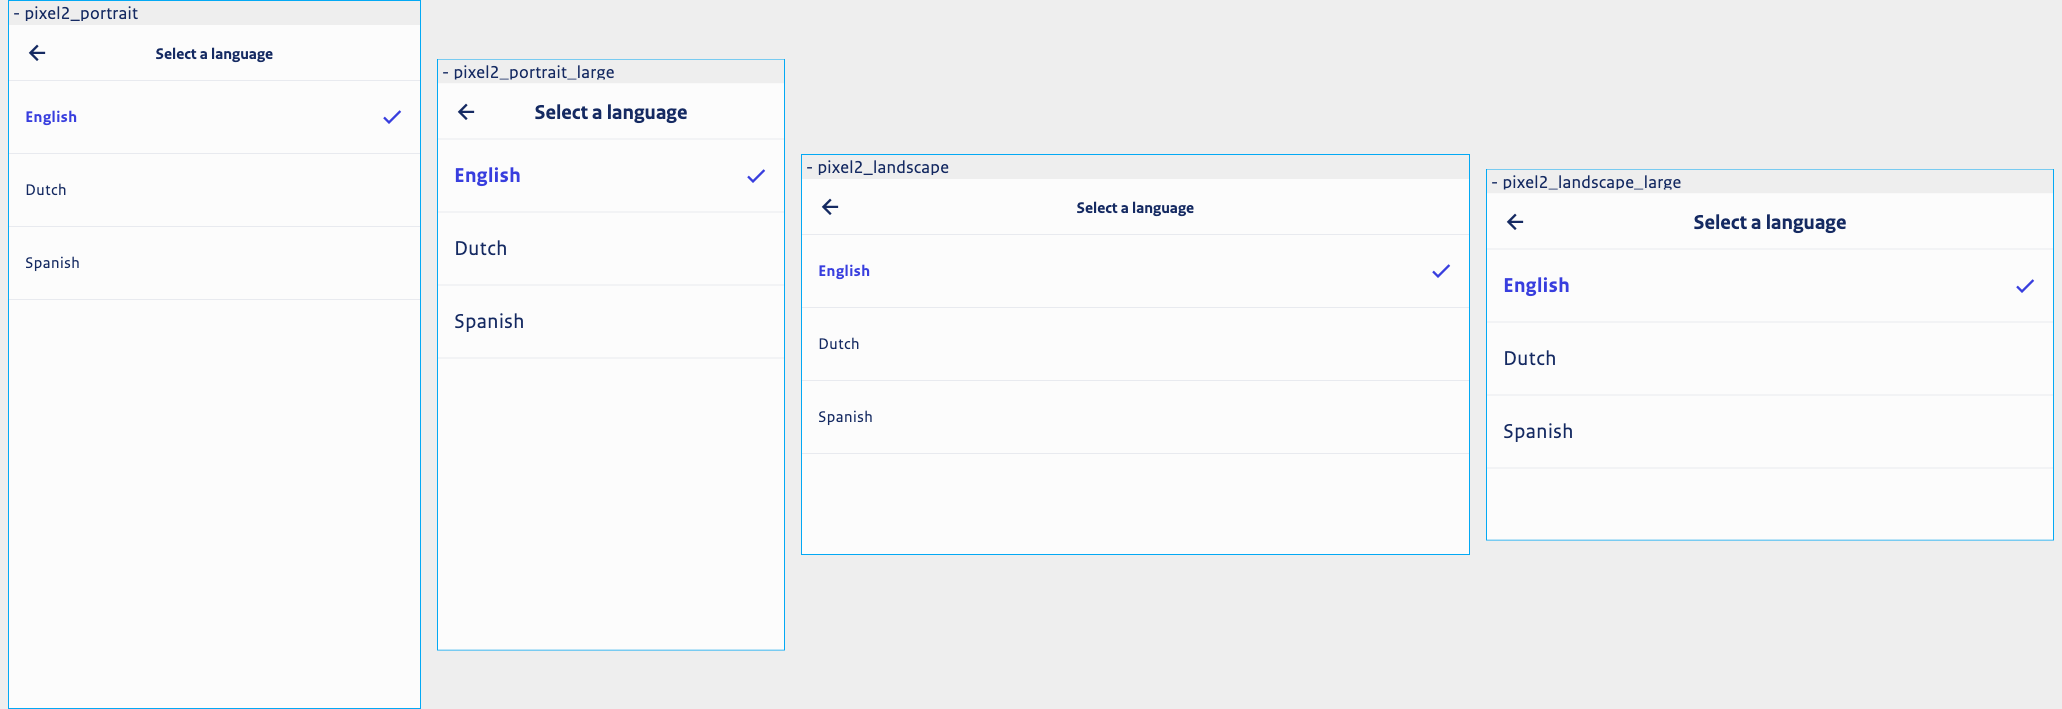 - pixel2_portrait
Select a language
English
Dutch
Spanish
- pixel2_portrait_large
Select a language
English
Dutch
Spanish
- pixel2_landscape
Select a language
English
Dutch
Spanish
- pixel2_landscape_large
Select a language
English
Dutch
Spanish